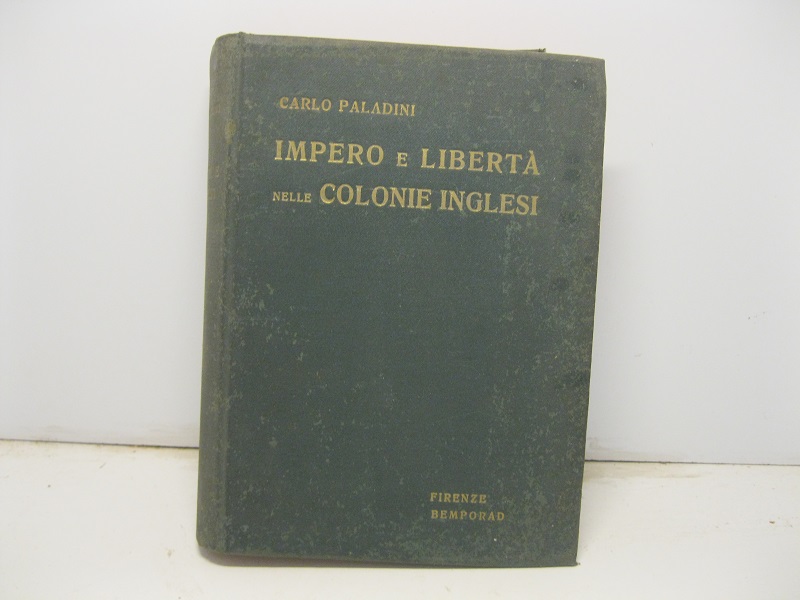 CARLO PALADINI
IMPERO E LIBERTÀ
NELLE COLONIE INGLESI
FIRENZE
BEMPORAD